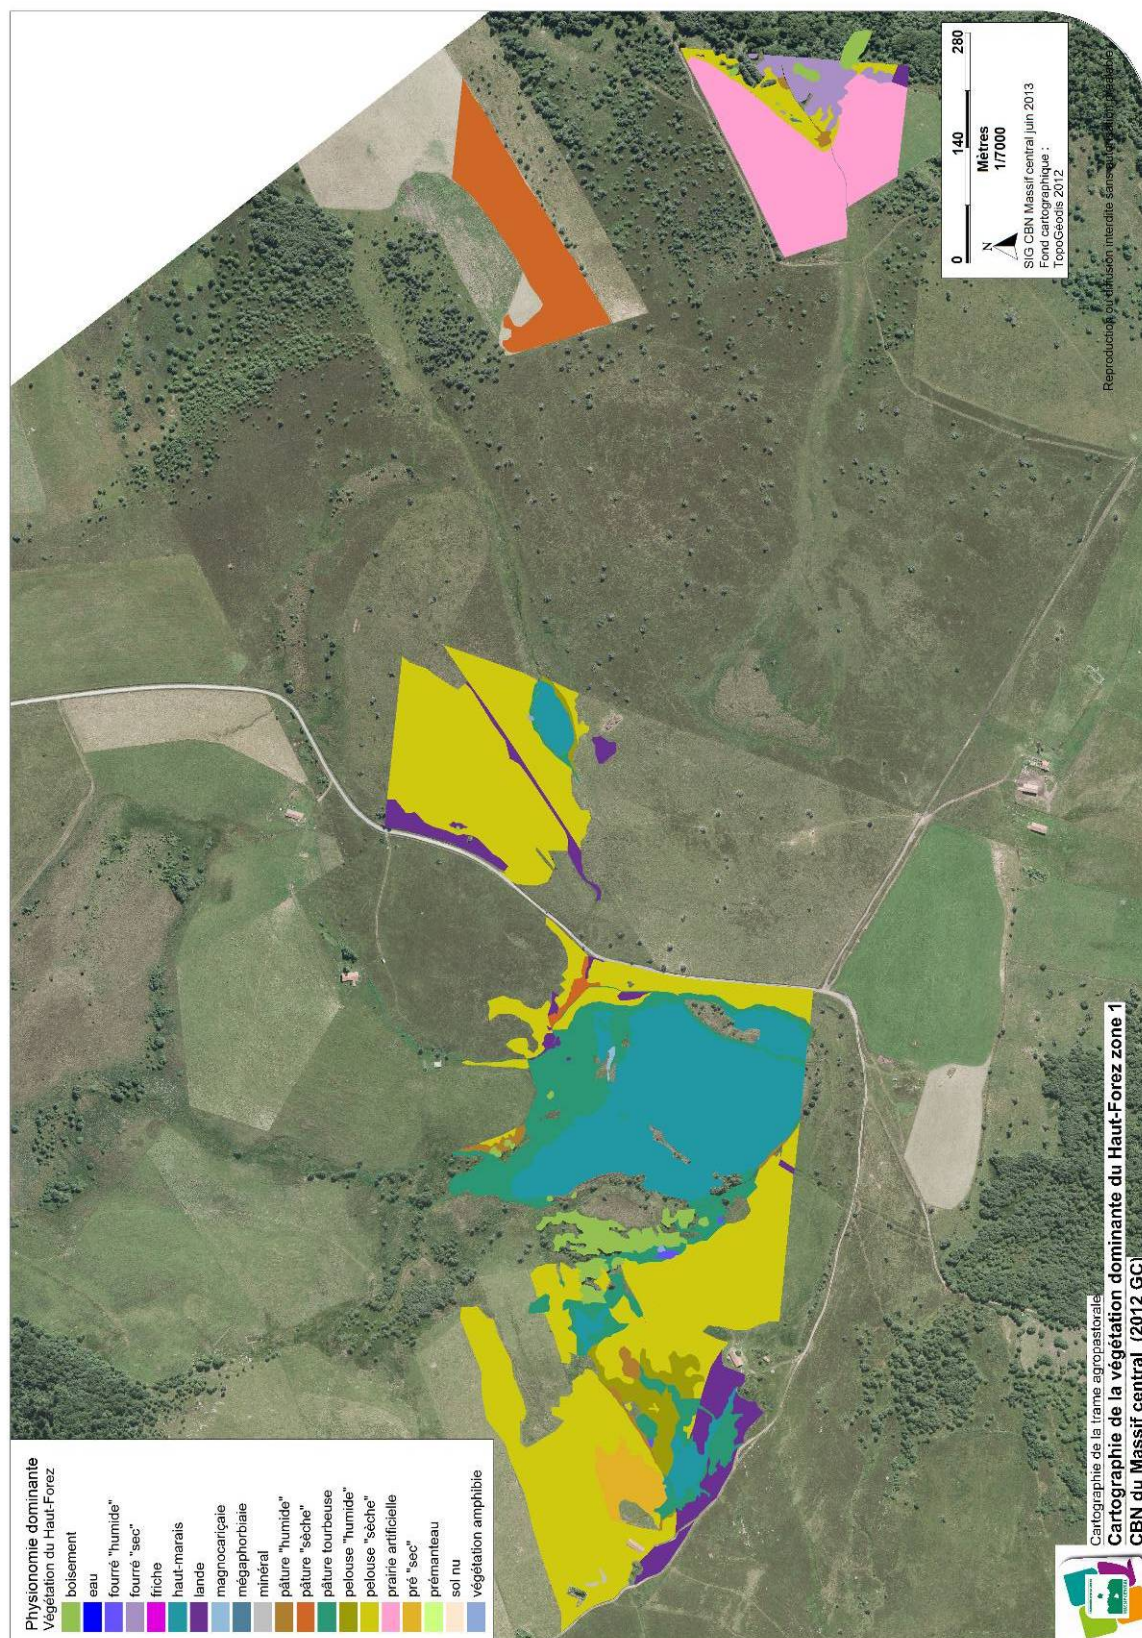 Cartographie de la trame agropastorale
Cartographie de la végétation dominante du Haut-Forez zone 1
CBN du Massif central (2012 GC)
Physionomie dominante
Végétation du Haut-Forez
boisement
eau
fourré "humide"
fourré "sec"
friche
haut-marais
lande
magnocariçaie
mégaphorbiaie
minéral
pâture "humide"
pâture "sèche"
pâture tourbeuse
pelouse "humide"
pelouse "sèche"
prairie artificielle
pré "sec"
prémanteau
sol nu
végétation amphibie
0 140 280
Mètres
1/7000
N
SIG CBN Massif central juin 2013
Fond cartographique :
TopoGéodis 2012
Reproduction ou diffusion interdite sans autorisation préalable